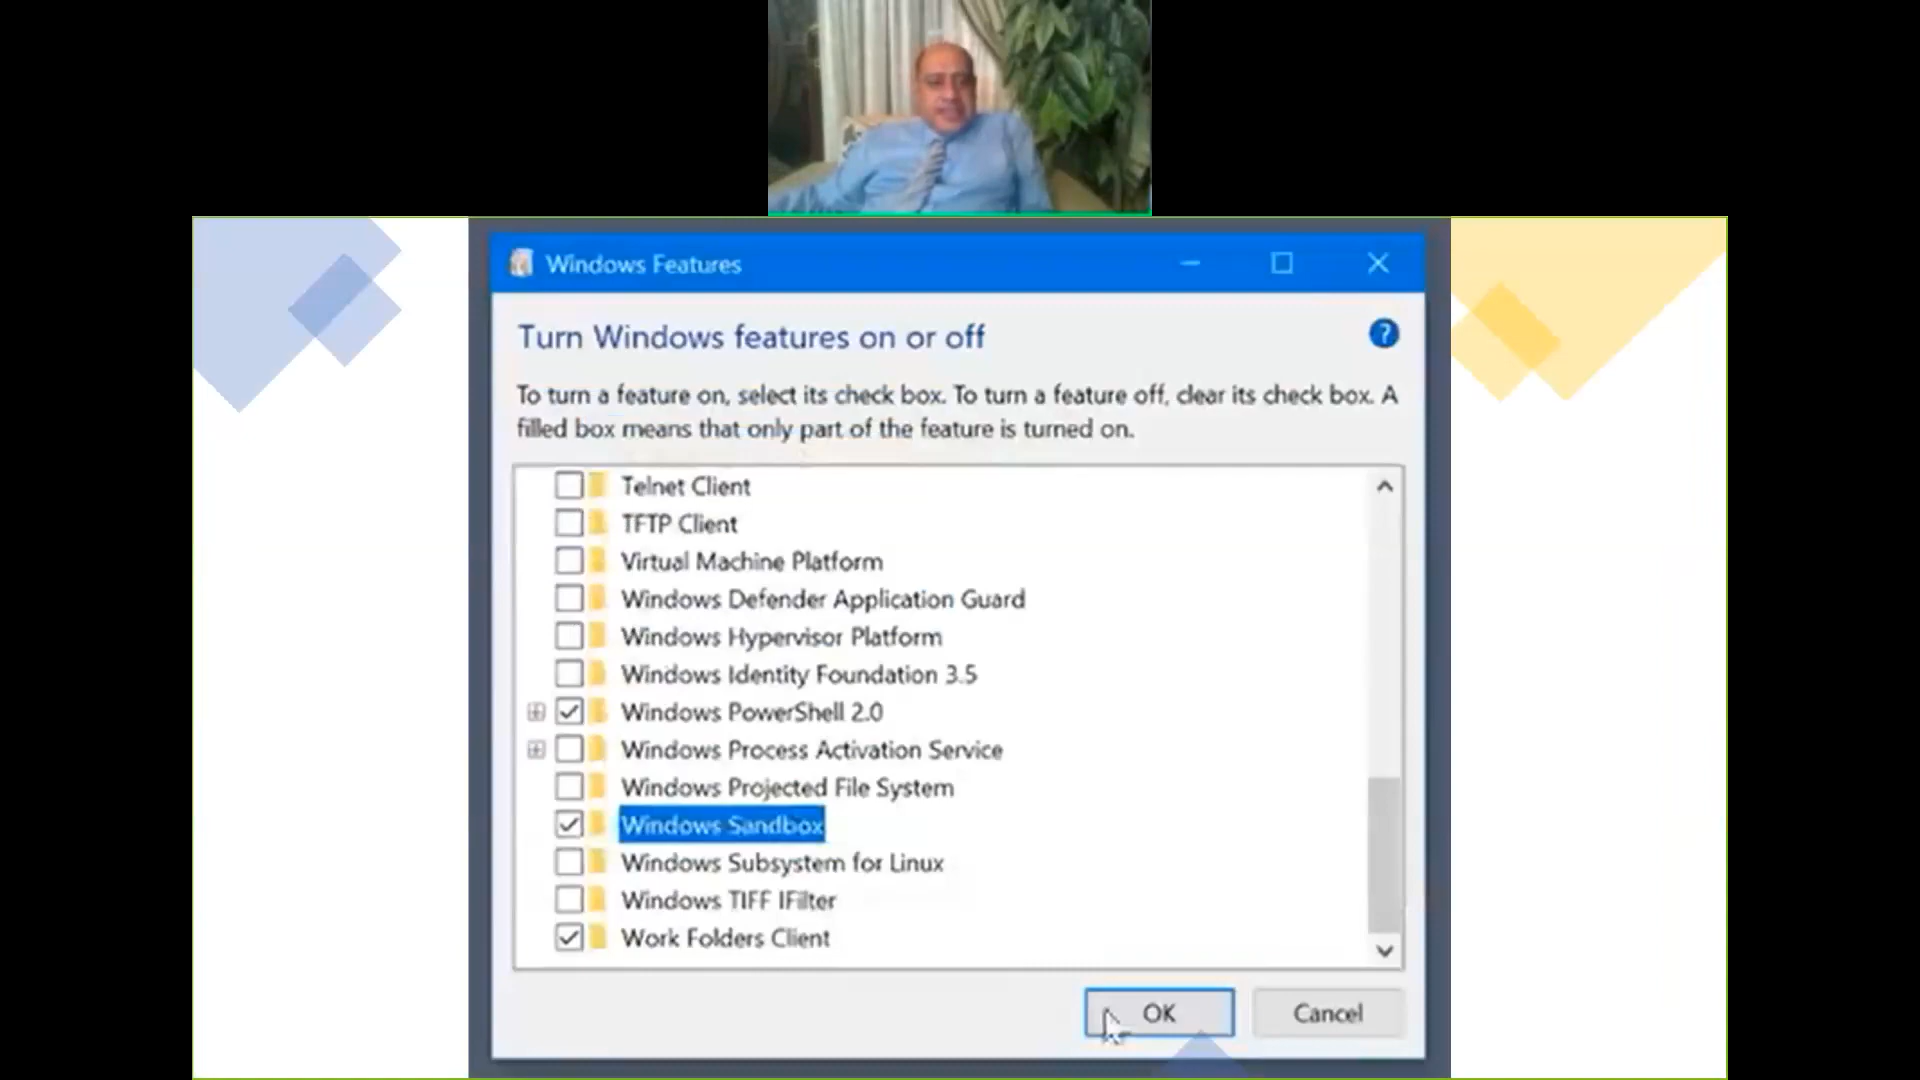 Windows Features
Turn Windows features on or off
To turn a feature on, select its check box. To turn a feature off, clear its check box. A
filled box means that only part of the feature is turned on.
Telnet Client
TFTP Client
Virtual Machine Platform
Windows Defender Application Guard
Windows Hypervisor Platform
Windows Identity Foundation 3.5
Windows PowerShell 2.0
Windows Process Activation Service
Windows Projected File System
Windows Sandbox
Windows Subsystem for Linux
Windows TIFF IFilter
Work Folders Client
OK
Cancel